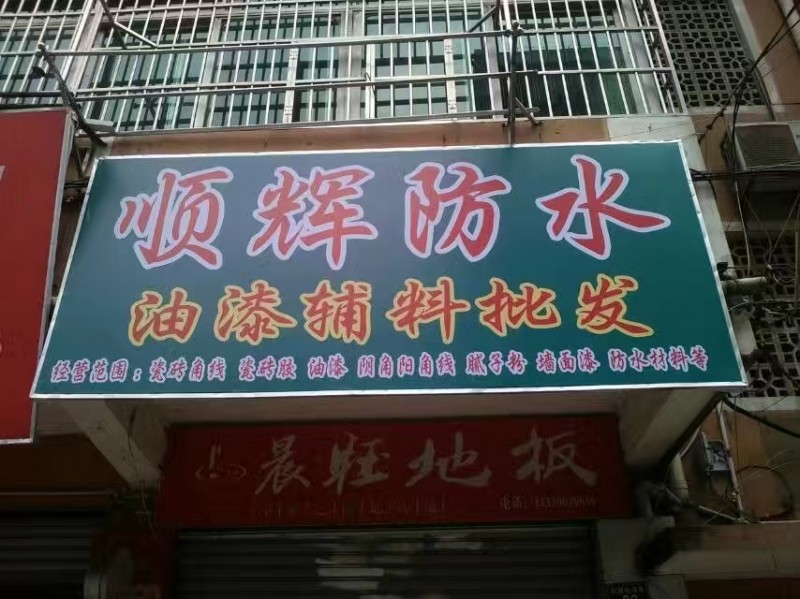 顺辉防水
油漆辅料批发
经营范围：瓷砖角线 瓷砖胶 油漆 阴角阳角线 腻子粉 墙面漆 防水材料等
晨旺地板
电话: